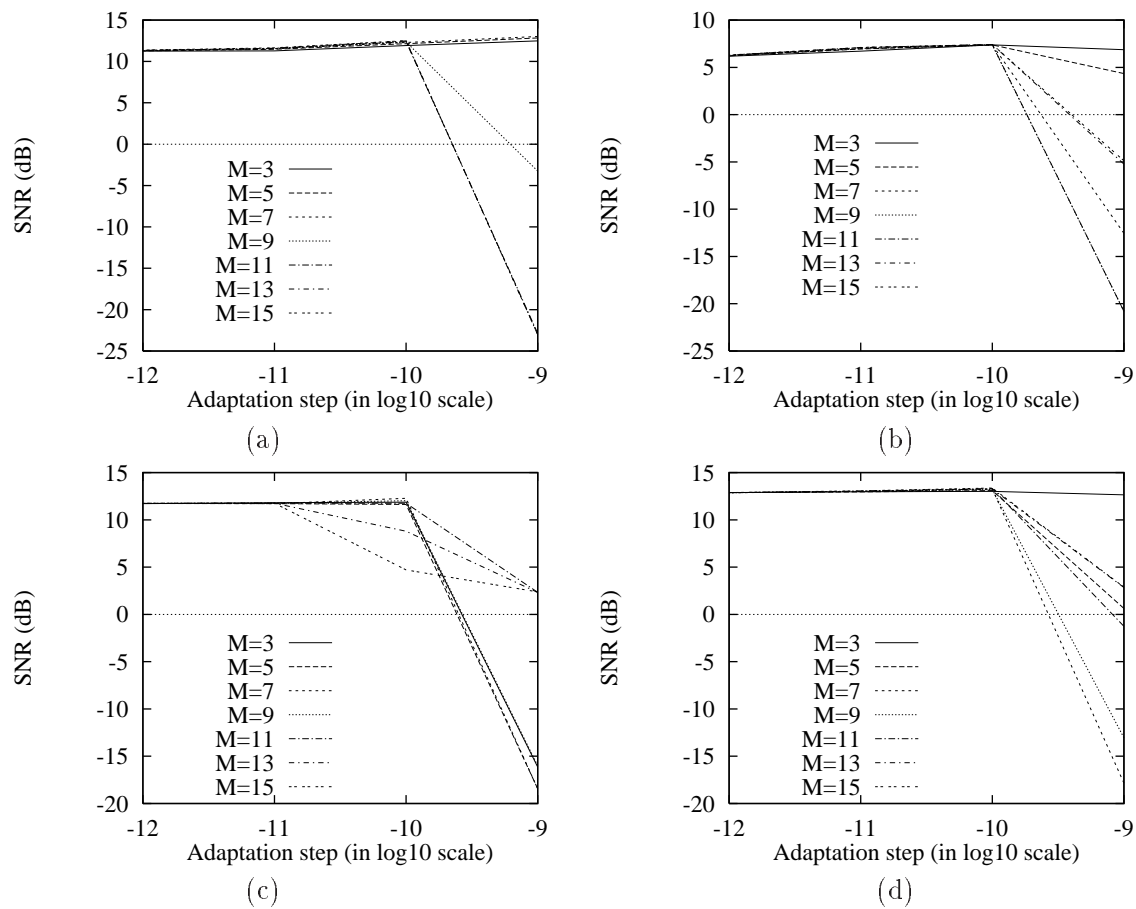 15
10
5
0
-5
-10
-15
-20
-25
SNR (dB)
M=3
M=5
M=7
M=9
M=11
M=13
M=15
-12
-11
-10
-9
Adaptation step (in log10 scale)
(a)
10
5
0
-5
-10
-15
-20
-25
SNR (dB)
M=3
M=5
M=7
M=9
M=11
M=13
M=15
-12
-11
-10
-9
Adaptation step (in log10 scale)
(b)
15
10
5
0
-5
-10
-15
-20
SNR (dB)
M=3
M=5
M=7
M=9
M=11
M=13
M=15
-12
-11
-10
-9
Adaptation step (in log10 scale)
(c)
15
10
5
0
-5
-10
-15
-20
SNR (dB)
M=3
M=5
M=7
M=9
M=11
M=13
M=15
-12
-11
-10
-9
Adaptation step (in log10 scale)
(d)